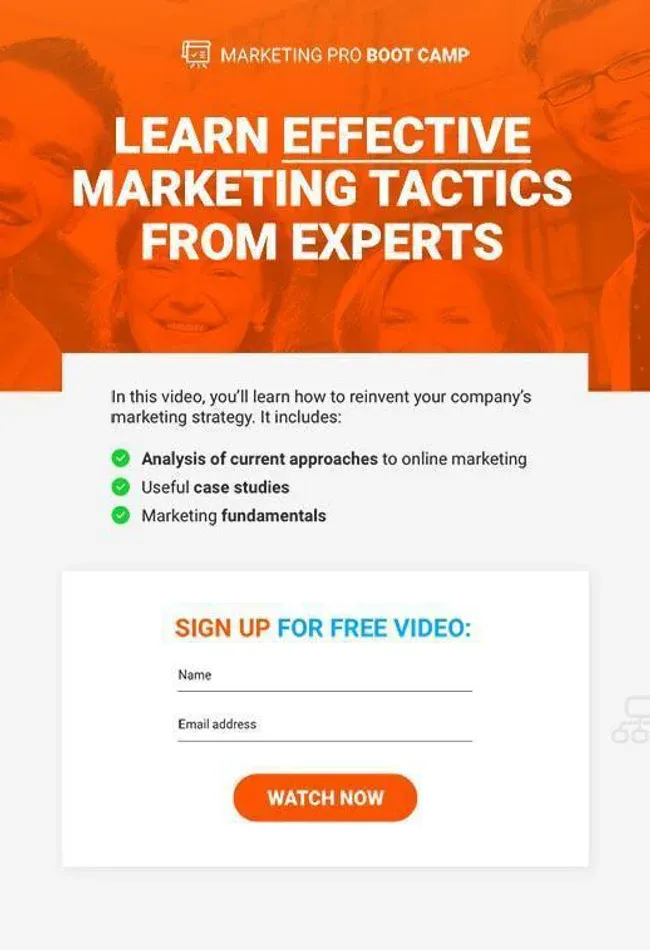 MARKETING PRO BOOT CAMP
LEARN EFFECTIVE
MARKETING TACTICS
FROM EXPERTS
In this video, you'll learn how to reinvent your company's
marketing strategy. It includes:
Analysis of current approaches to online marketing
Useful case studies
Marketing fundamentals
SIGN UP FOR FREE VIDEO:
Name
Email address
WATCH NOW